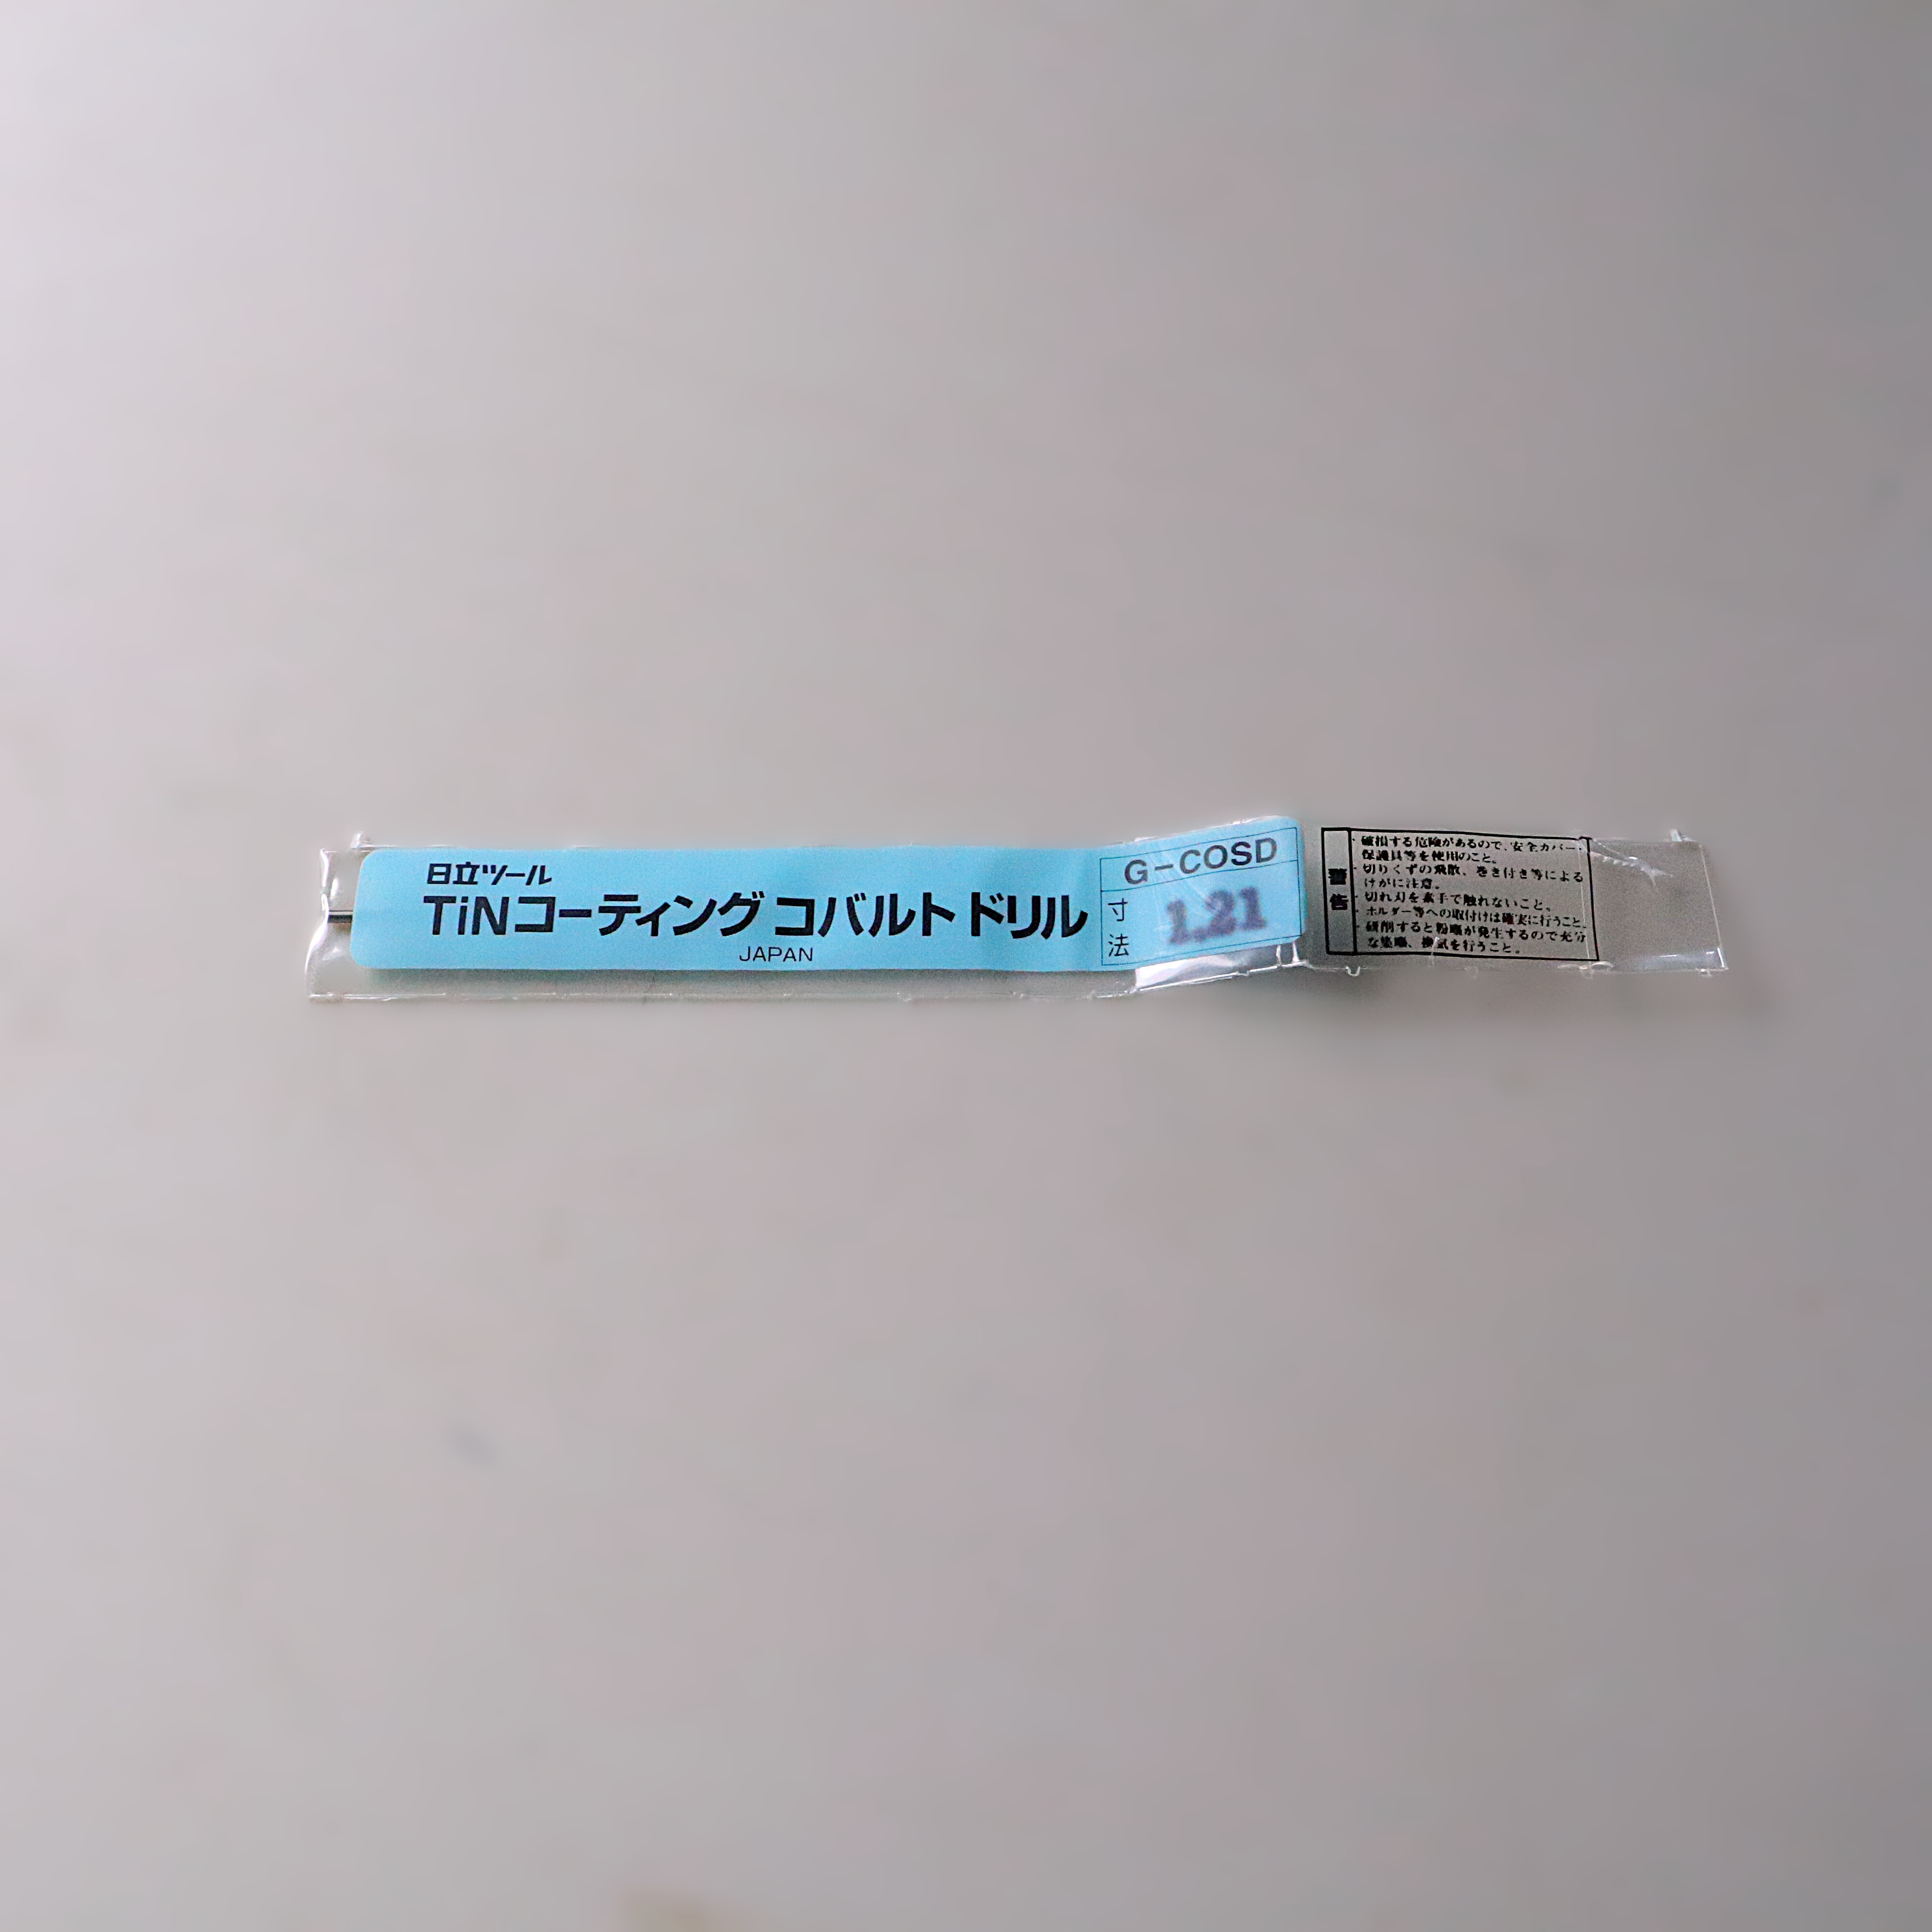 日立ツール
TiNコーティング コバルト ドリル
JAPAN
G-COSD
寸法
1.21
警告
・破損する危険があるので、安全カバー・
保護具等を使用のこと。
・切りくずの飛散、巻き付き等による
けがに注意。
・切れ刃を素手で触れないこと。
・ホルダー等への取付けは確実に行うこと。
・研削すると粉塵が発生するので充分
な集塵、換気を行うこと。